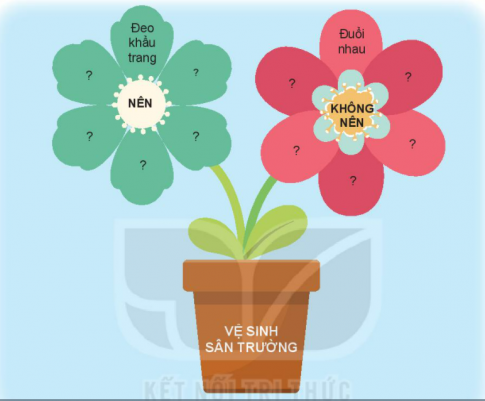 Đeo
khẩu
trang
?
?
NÊN
?
?
?
Đuổi
nhau
?
?
KHÔNG
NÊN
?
?
?
VỆ SINH
SÂN TRƯỜNG
KẾT NỐI TRI THỨC